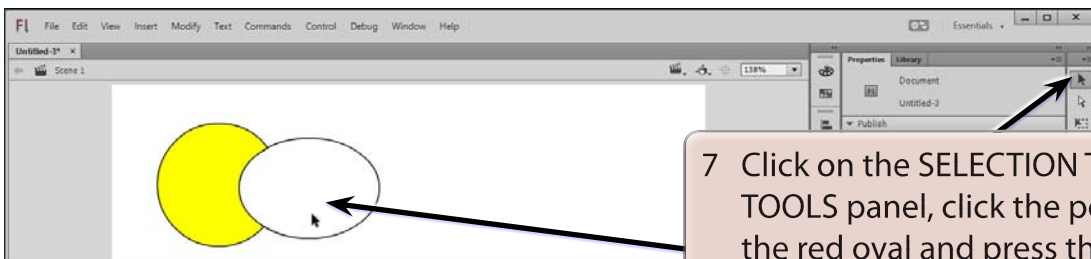 Fl File Edit View Insert Modify Text Commands Control Debug Window Help Essentials
Untitled-3* ×
Scene 1 138%
Properties Library
Document
Fl Untitled-3
Publish
7 Click on the SELECTION
TOOLS panel, click the
the red oval and press